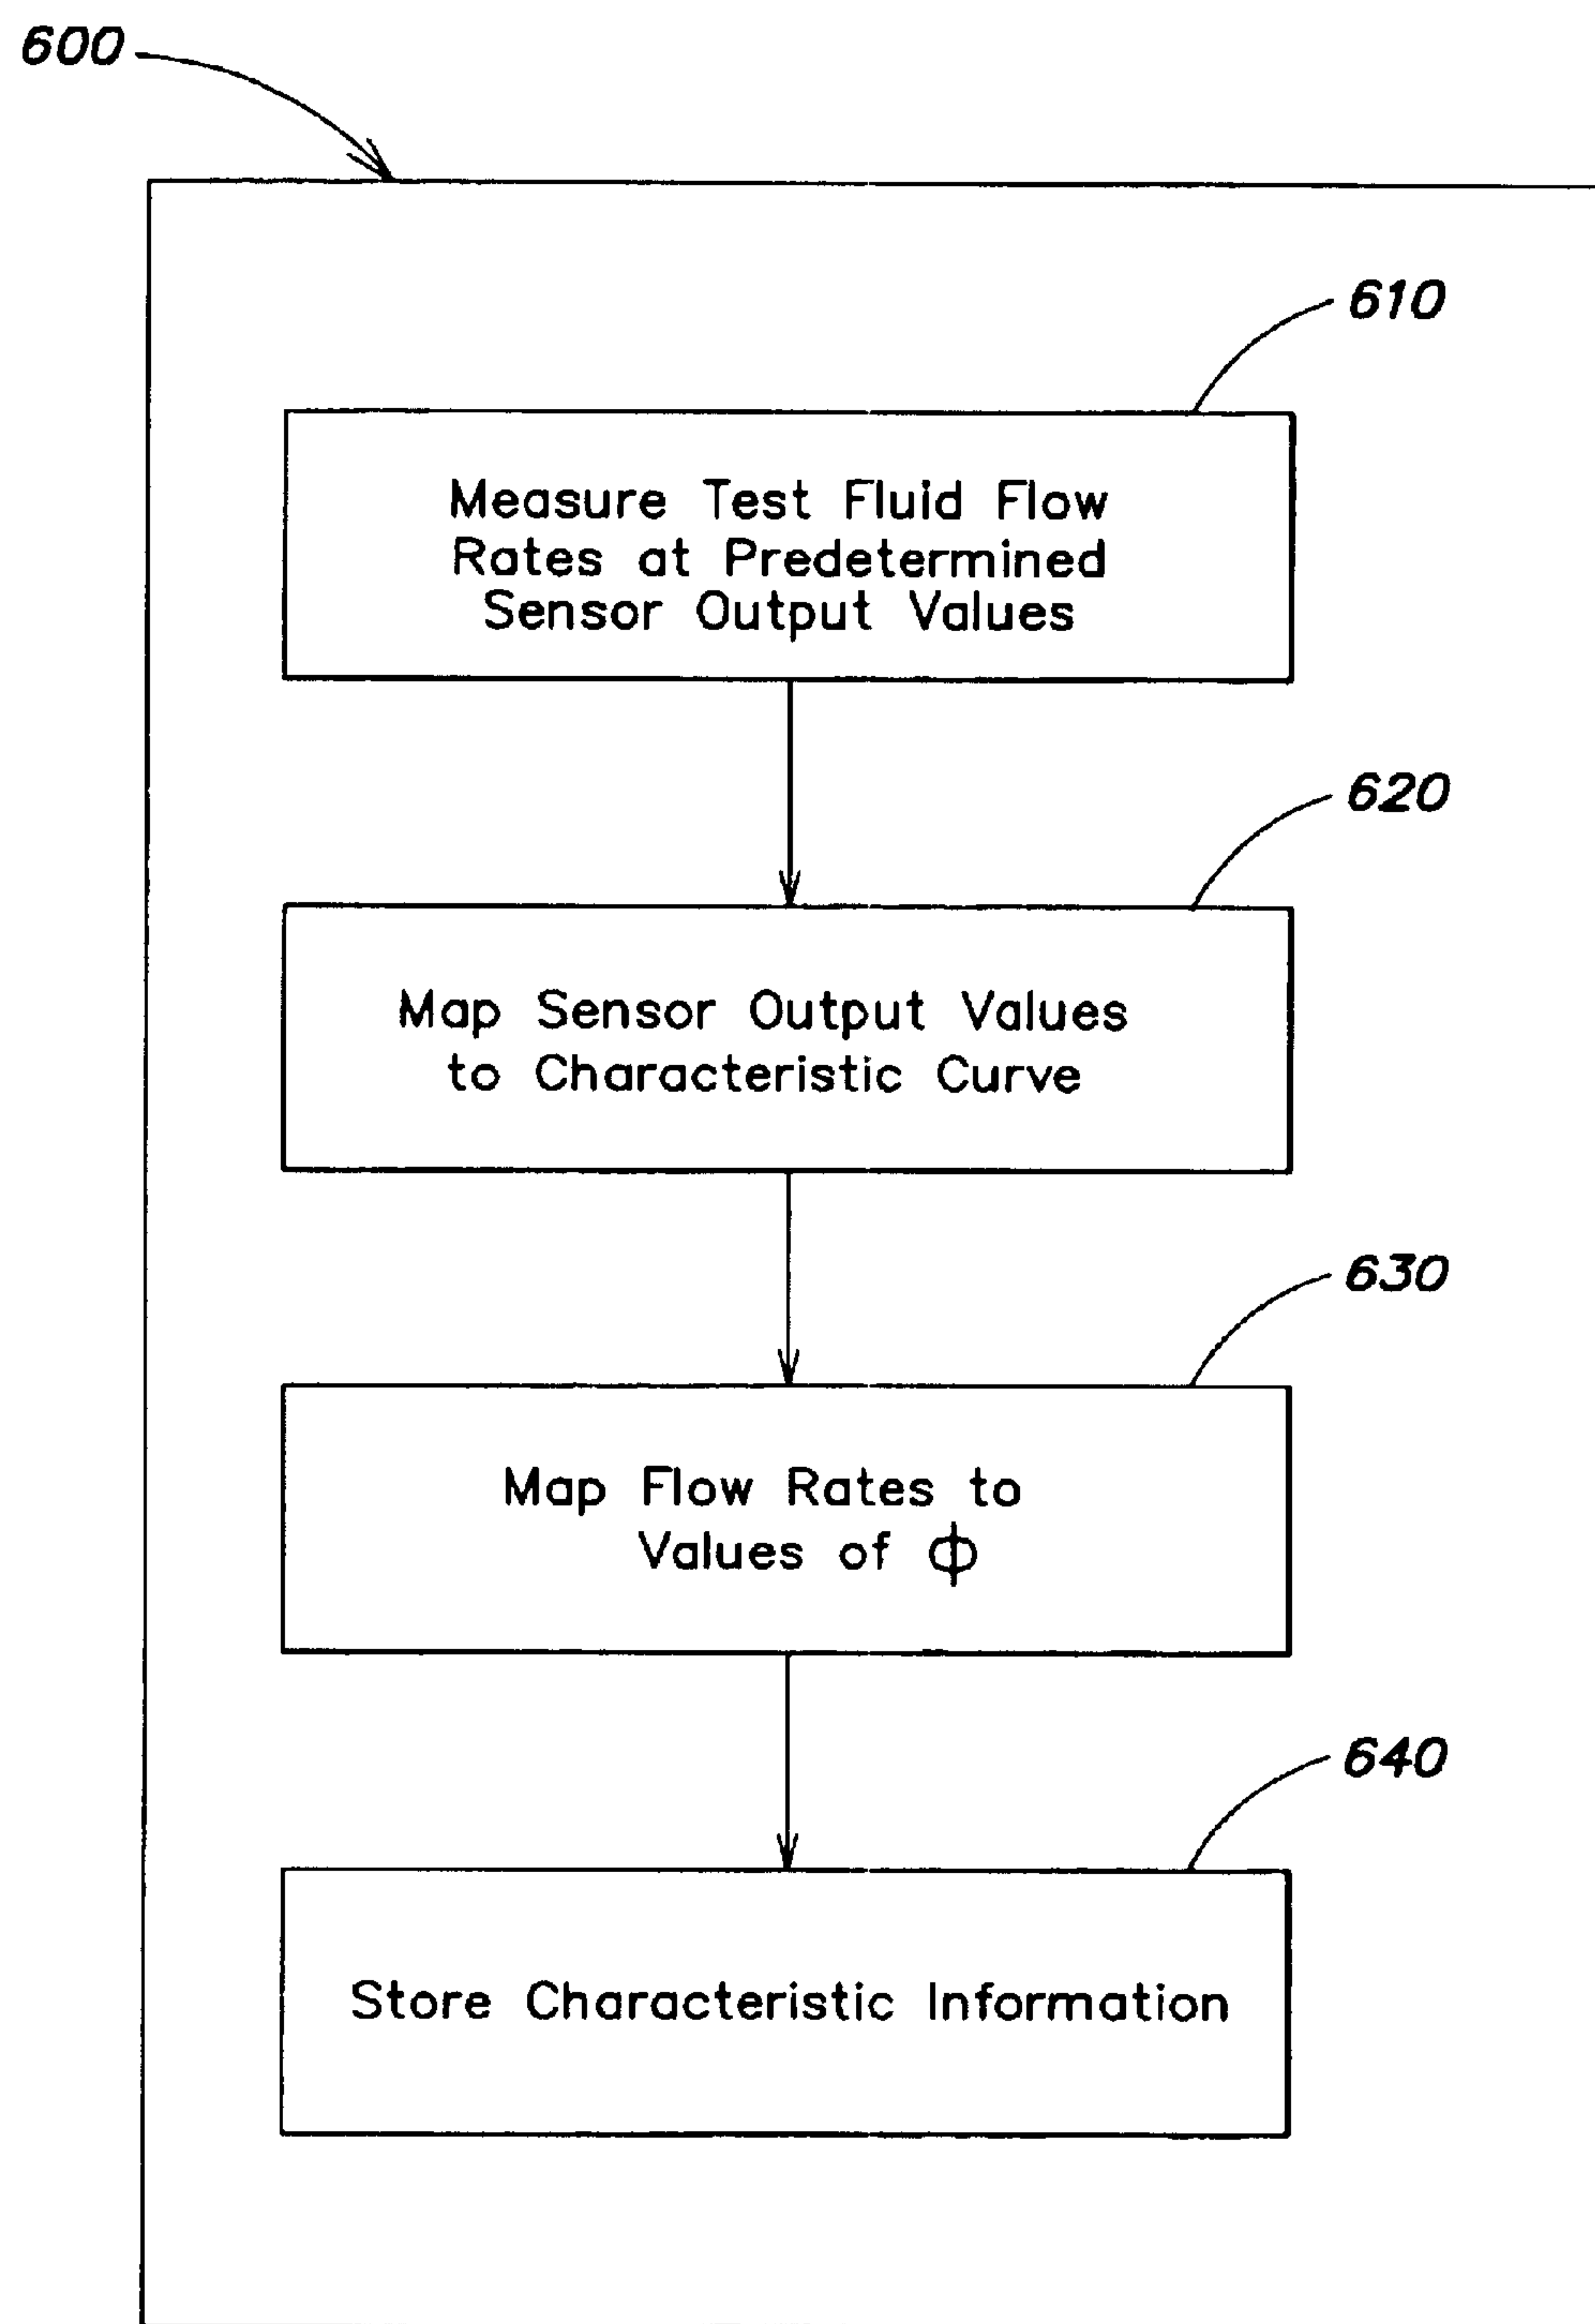 600
610
Measure Test Fluid Flow
Rates at Predetermined
Sensor Output Values
620
Map Sensor Output Values
to Characteristic Curve
630
Map Flow Rates to
Values of ϕ
640
Store Characteristic Information